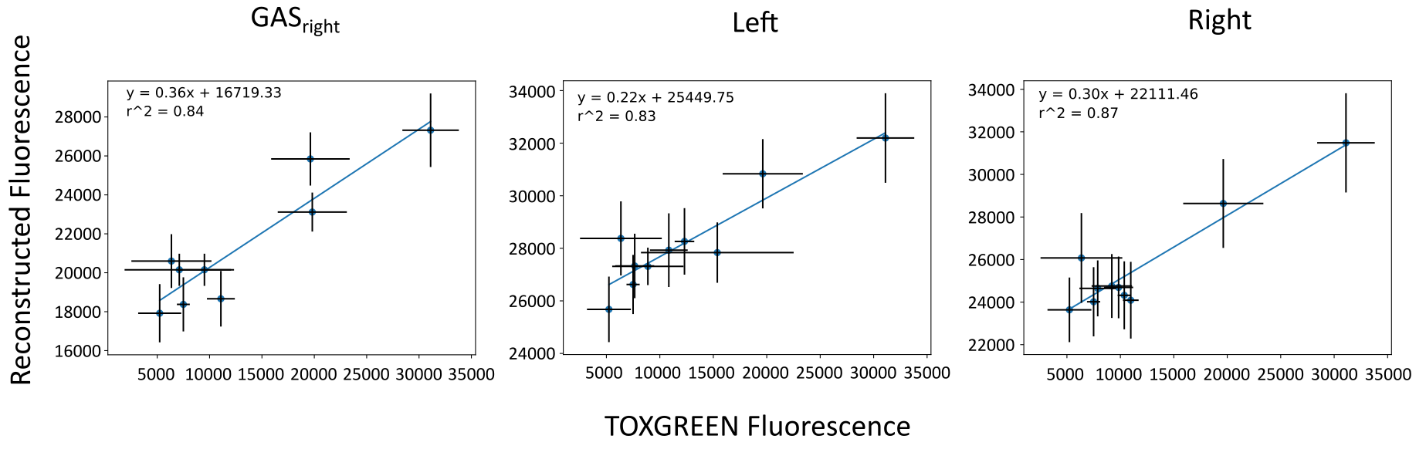 GASright
Left
Right
Reconstructed Fluorescence
y = 0.36x + 16719.33
r^2 = 0.84
28000
26000
24000
22000
20000
18000
16000
5000 10000 15000 20000 25000 30000 35000
y = 0.22x + 25449.75
r^2 = 0.83
34000
32000
30000
28000
26000
24000
5000 10000 15000 20000 25000 30000 35000
y = 0.30x + 22111.46
r^2 = 0.87
34000
32000
30000
28000
26000
24000
22000
5000 10000 15000 20000 25000 30000 35000
TOXGREEN Fluorescence